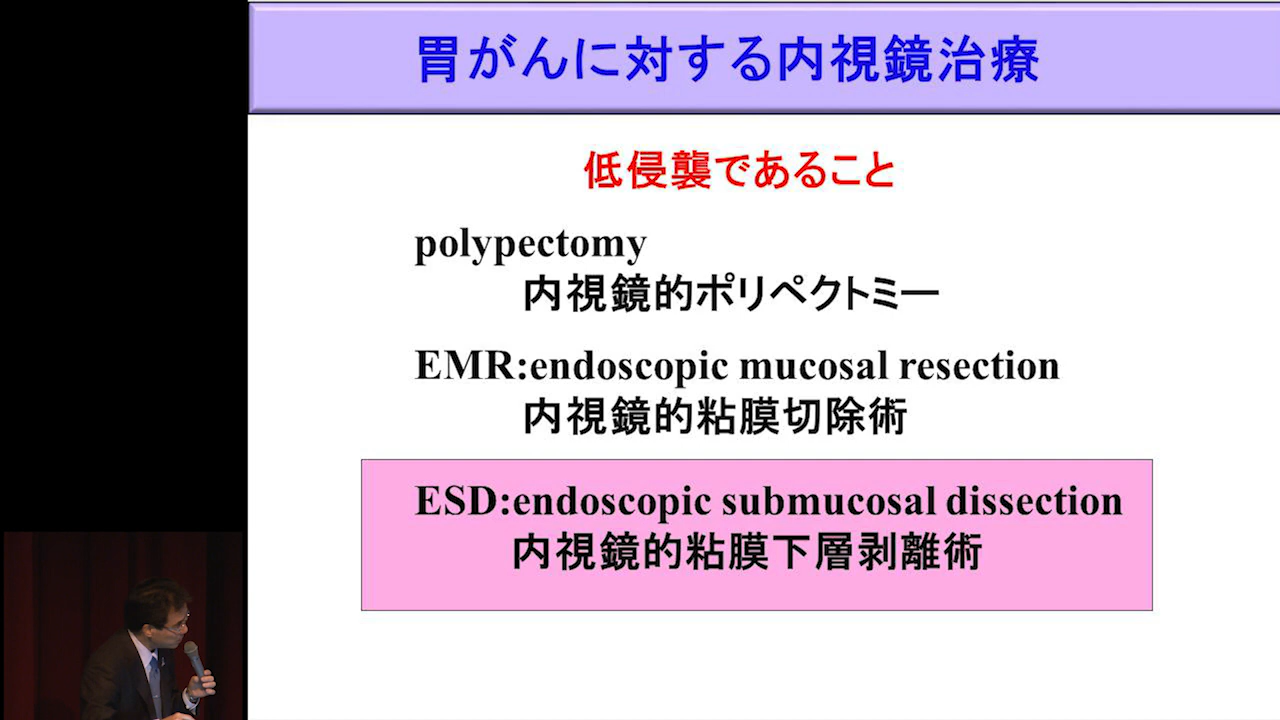 胃がんに対する内視鏡治療
低侵襲であること
polypectomy
内視鏡的ポリペクトミー
EMR:endoscopic mucosal resection
内視鏡的粘膜切除術
ESD:endoscopic submucosal dissection
内視鏡的粘膜下層剥離術